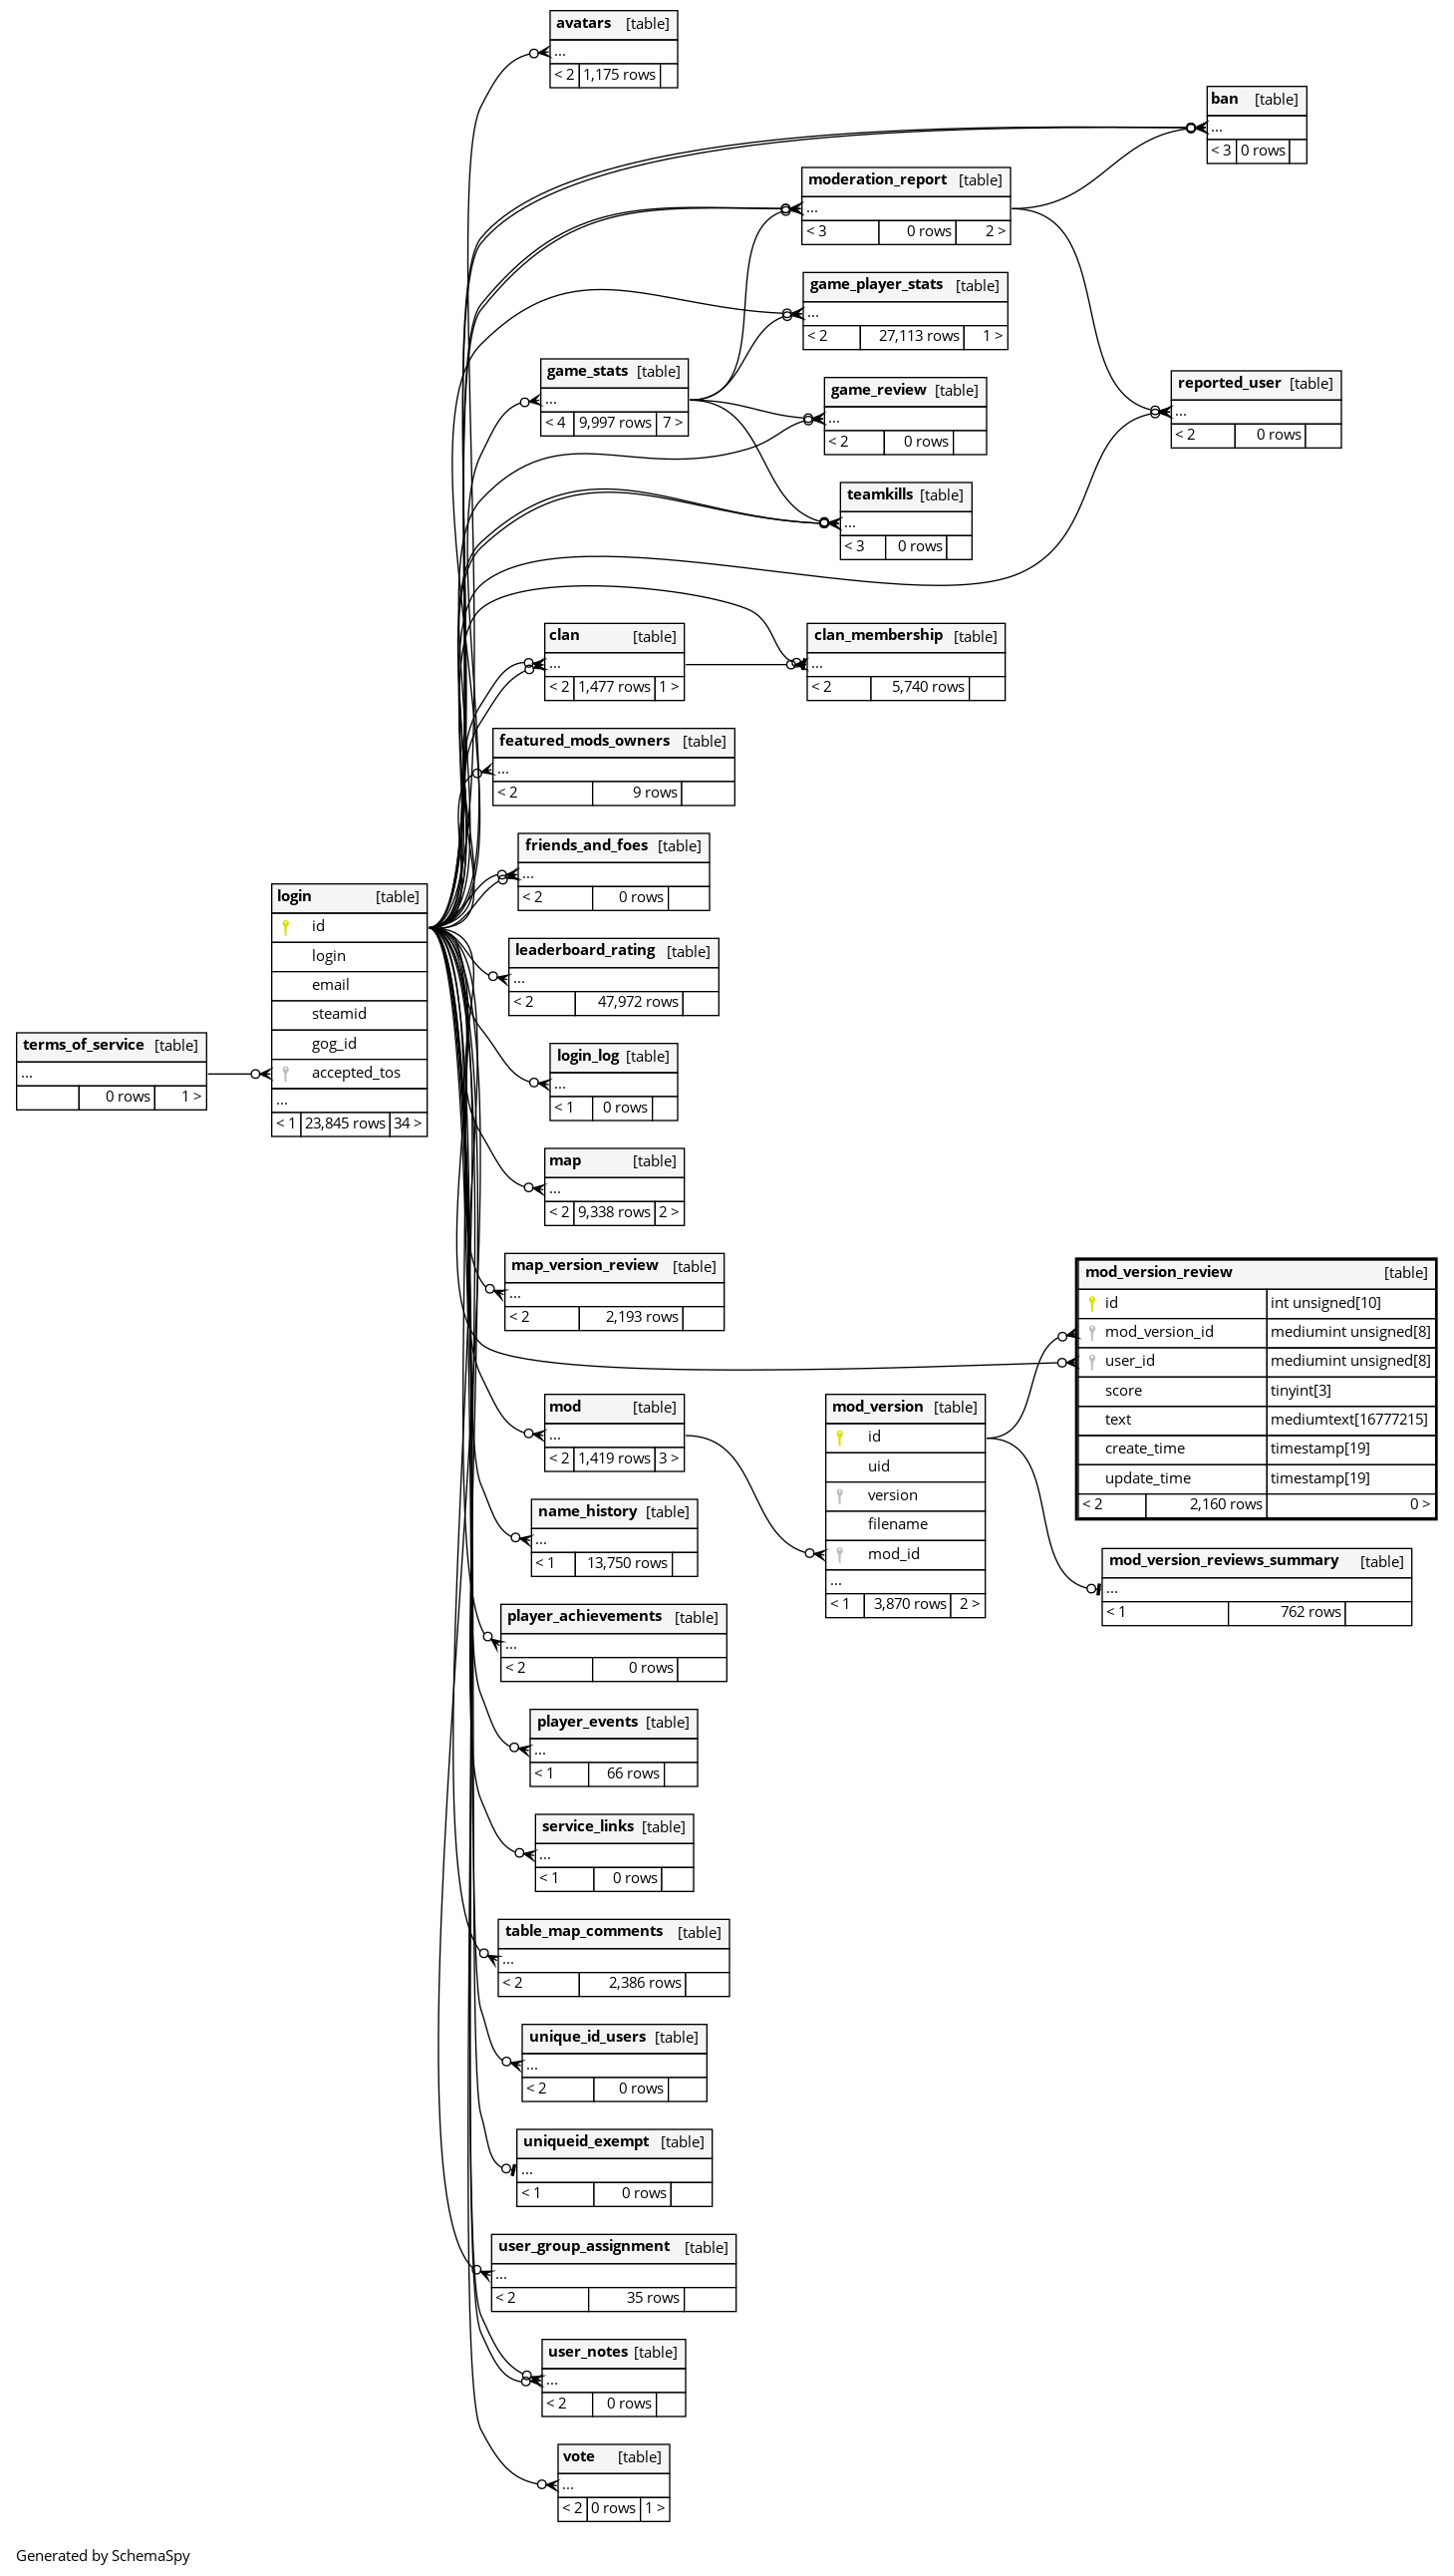 avatars [table]
...
< 2 1,175 rows
ban [table]
...
< 3 0 rows
moderation_report [table]
...
< 3 0 rows 2 >
game_player_stats [table]
...
< 2 27,113 rows 1 >
game_stats [table]
...
< 4 9,997 rows 7 >
game_review [table]
...
< 2 0 rows
reported_user [table]
...
< 2 0 rows
teamkills [table]
...
< 3 0 rows
clan [table]
...
< 2 1,477 rows 1 >
clan_membership [table]
...
< 2 5,740 rows
featured_mods_owners [table]
...
< 2 9 rows
friends_and_foes [table]
...
< 2 0 rows
login [table]
id
login
email
steamid
gog_id
accepted_tos
...
< 1 23,845 rows 34 >
leaderboard_rating [table]
...
< 2 47,972 rows
terms_of_service [table]
...
0 rows 1 >
login_log [table]
...
< 1 0 rows
map [table]
...
< 2 9,338 rows 2 >
map_version_review [table]
...
< 2 2,193 rows
mod_version_review [table]
id int unsigned[10]
mod_version_id mediumint unsigned[8]
user_id mediumint unsigned[8]
score tinyint[3]
text mediumtext[16777215]
create_time timestamp[19]
update_time timestamp[19]
< 2 2,160 rows 0 >
mod [table]
...
< 2 1,419 rows 3 >
mod_version [table]
id
uid
version
filename
mod_id
...
< 1 3,870 rows 2 >
name_history [table]
...
< 1 13,750 rows
mod_version_reviews_summary [table]
...
< 1 762 rows
player_achievements [table]
...
< 2 0 rows
player_events [table]
...
< 1 66 rows
service_links [table]
...
< 1 0 rows
table_map_comments [table]
...
< 2 2,386 rows
unique_id_users [table]
...
< 2 0 rows
uniqueid_exempt [table]
...
< 1 0 rows
user_group_assignment [table]
...
< 2 35 rows
user_notes [table]
...
< 2 0 rows
vote [table]
...
< 2 0 rows 1 >
Generated by SchemaSpy